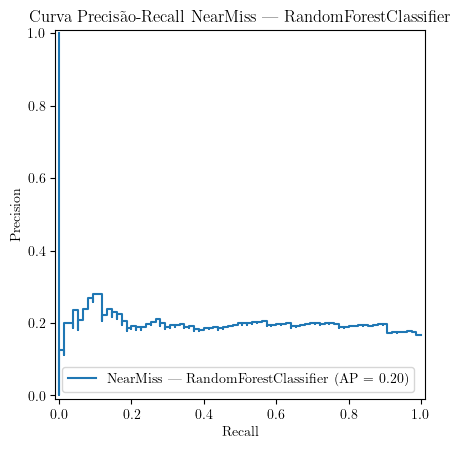 Curva Precisão-Recall NearMiss — RandomForestClassifier
1.0
0.8
0.6
0.4
0.2
0.0
Precision
NearMiss — RandomForestClassifier (AP = 0.20)
0.0 0.2 0.4 0.6 0.8 1.0
Recall